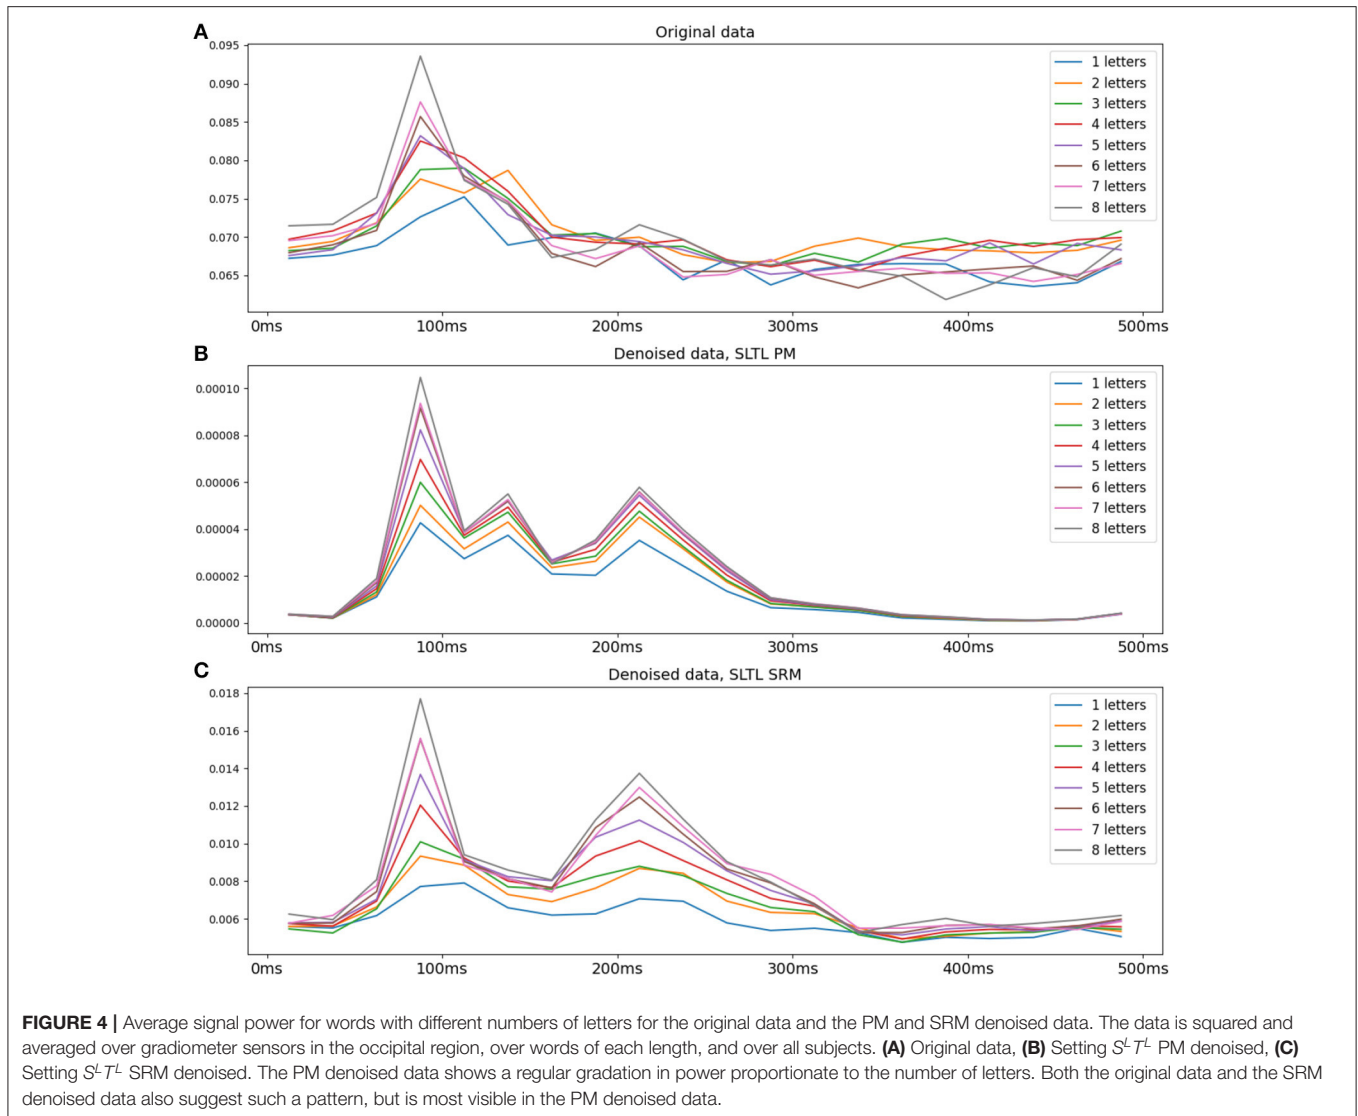 A
Original data
0.095
0.090
0.085
0.080
0.075
0.070
0.065
1 letters
2 letters
3 letters
4 letters
5 letters
6 letters
7 letters
8 letters
0ms 100ms 200ms 300ms 400ms 500ms
B
Denoised data, SLTL PM
0.00010
0.00008
0.00006
0.00004
0.00002
0.00000
1 letters
2 letters
3 letters
4 letters
5 letters
6 letters
7 letters
8 letters
0ms 100ms 200ms 300ms 400ms 500ms
C
Denoised data, SLTL SRM
0.018
0.016
0.014
0.012
0.010
0.008
0.006
1 letters
2 letters
3 letters
4 letters
5 letters
6 letters
7 letters
8 letters
0ms 100ms 200ms 300ms 400ms 500ms
FIGURE 4 | Average signal power for words with different numbers of letters for the original data and the PM and SRM denoised data. The data is squared and
averaged over gradiometer sensors in the occipital region, over words of each length, and over all subjects. (A) Original data, (B) Setting S^L T^L PM denoised, (C)
Setting S^L T^L SRM denoised. The PM denoised data shows a regular gradation in power proportionate to the number of letters. Both the original data and the SRM
denoised data also suggest such a pattern, but is most visible in the PM denoised data.